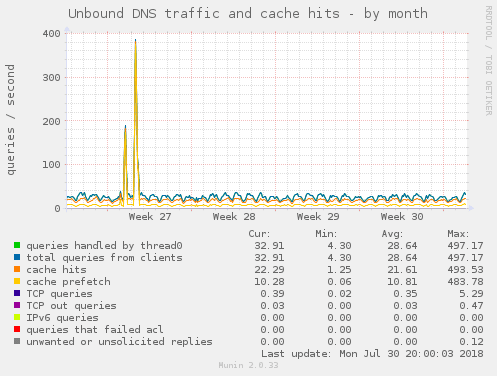 Unbound DNS traffic and cache hits - by month
RRDTOOL / TOBI OETIKER
queries / second
400
300
200
100
0
Week 27 Week 28 Week 29 Week 30
Cur: Min: Avg: Max:
queries handled by thread0 32.91 4.30 28.64 497.17
total queries from clients 32.91 4.30 28.64 497.17
cache hits 22.29 1.25 21.61 493.53
cache prefetch 10.28 0.06 10.81 483.78
TCP queries 0.39 0.02 0.35 5.29
TCP out queries 0.03 0.00 0.03 0.47
IPv6 queries 0.00 0.00 0.00 0.00
queries that failed acl 0.00 0.00 0.00 0.00
unwanted or unsolicited replies 0.00 0.00 0.00 0.12
Last update: Mon Jul 30 20:00:03 2018
Munin 2.0.33